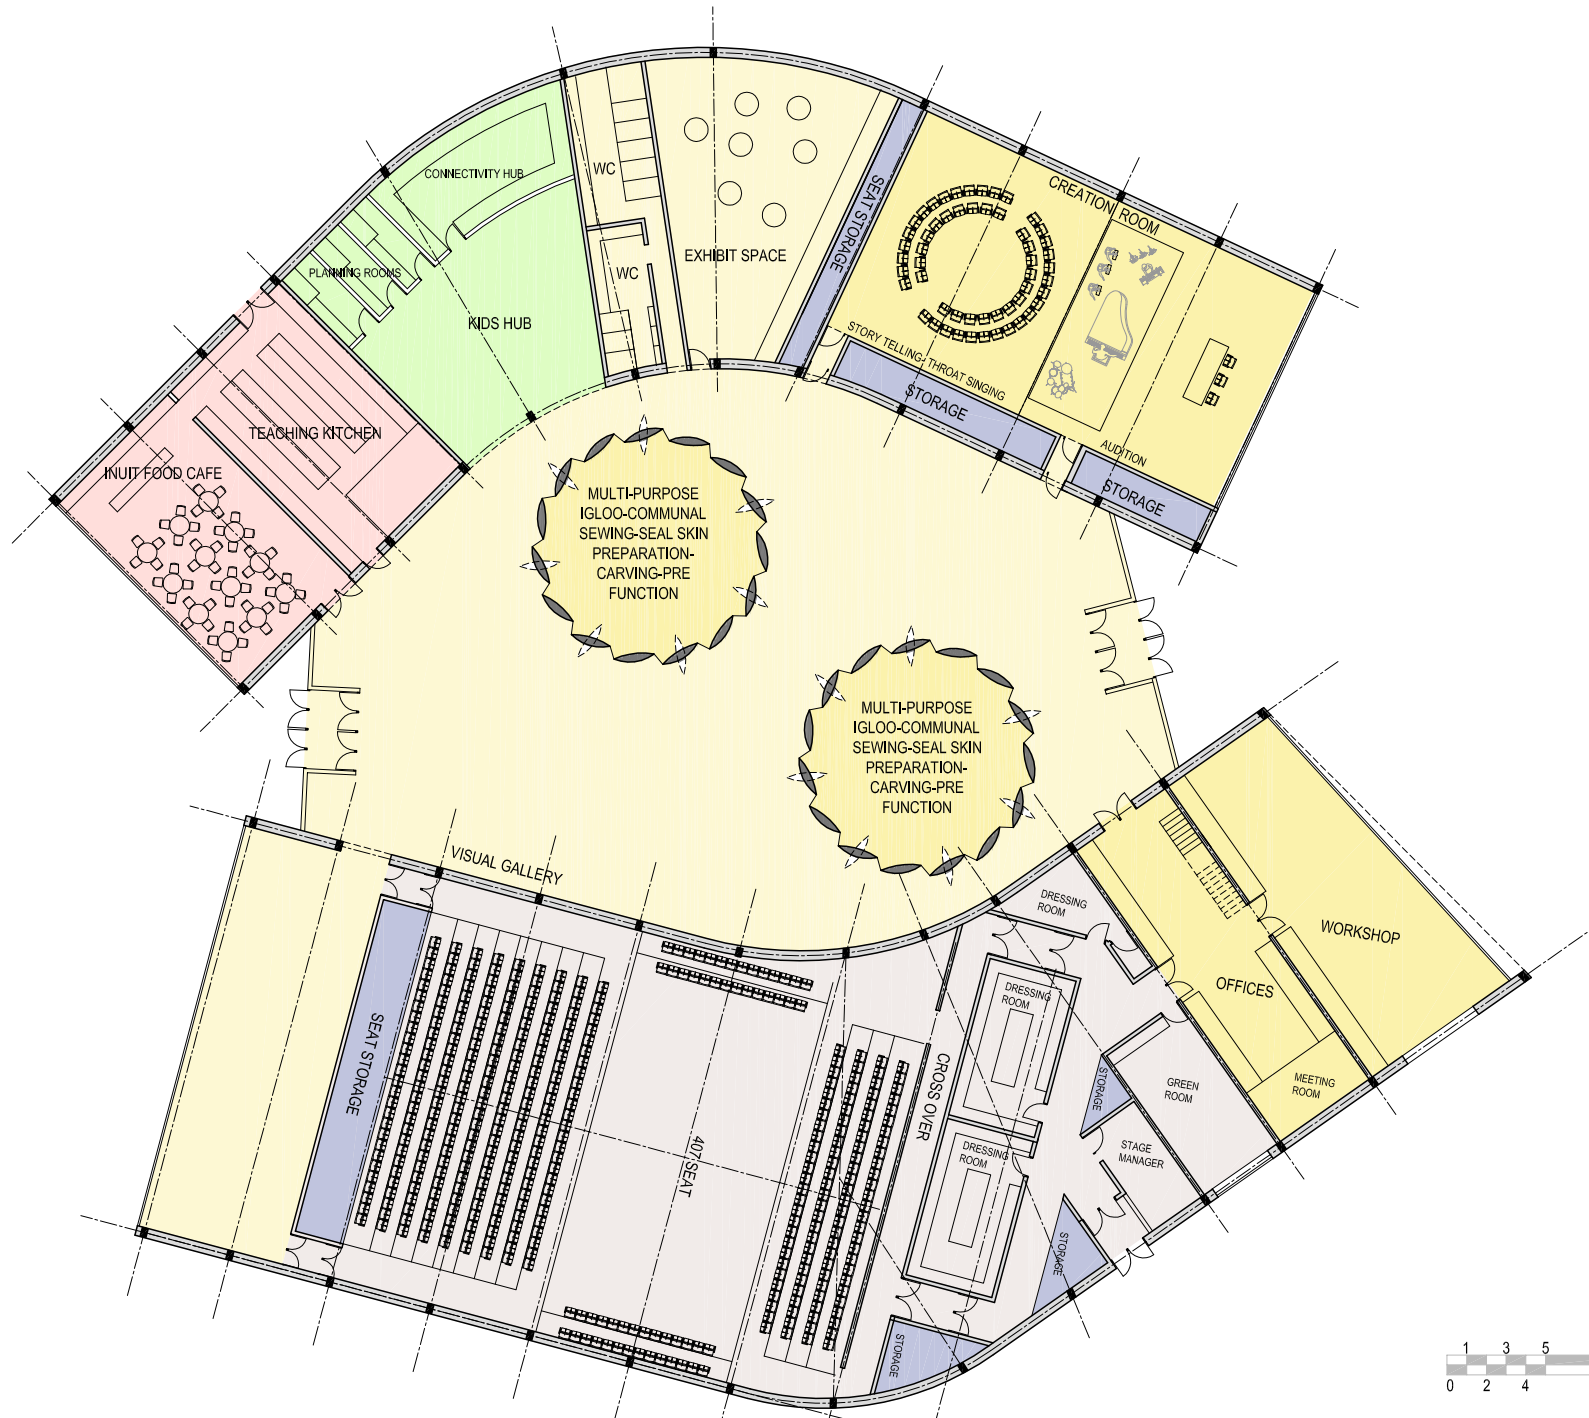 CONNECTIVITY HUB
WC
PLANNING ROOMS
WC
KIDS HUB
EXHIBIT SPACE
SEAT STORAGE
CREATION ROOM
STORY TELLING- THROAT SINGING
STORAGE
AUDITION
STORAGE
TEACHING KITCHEN
INUIT FOOD CAFE
MULTI-PURPOSE
IGLOO-COMMUNAL
SEWING-SEAL SKIN
PREPARATION-
CARVING-PRE
FUNCTION
MULTI-PURPOSE
IGLOO-COMMUNAL
SEWING-SEAL SKIN
PREPARATION-
CARVING-PRE
FUNCTION
VISUAL GALLERY
DRESSING
ROOM
WORKSHOP
OFFICES
DRESSING
ROOM
SEAT STORAGE
CROSS OVER
STORAGE
GREEN
ROOM
MEETING
ROOM
407 SEAT
DRESSING
ROOM
STAGE
MANAGER
STORAGE
STORAGE
1 3 5
0 2 4